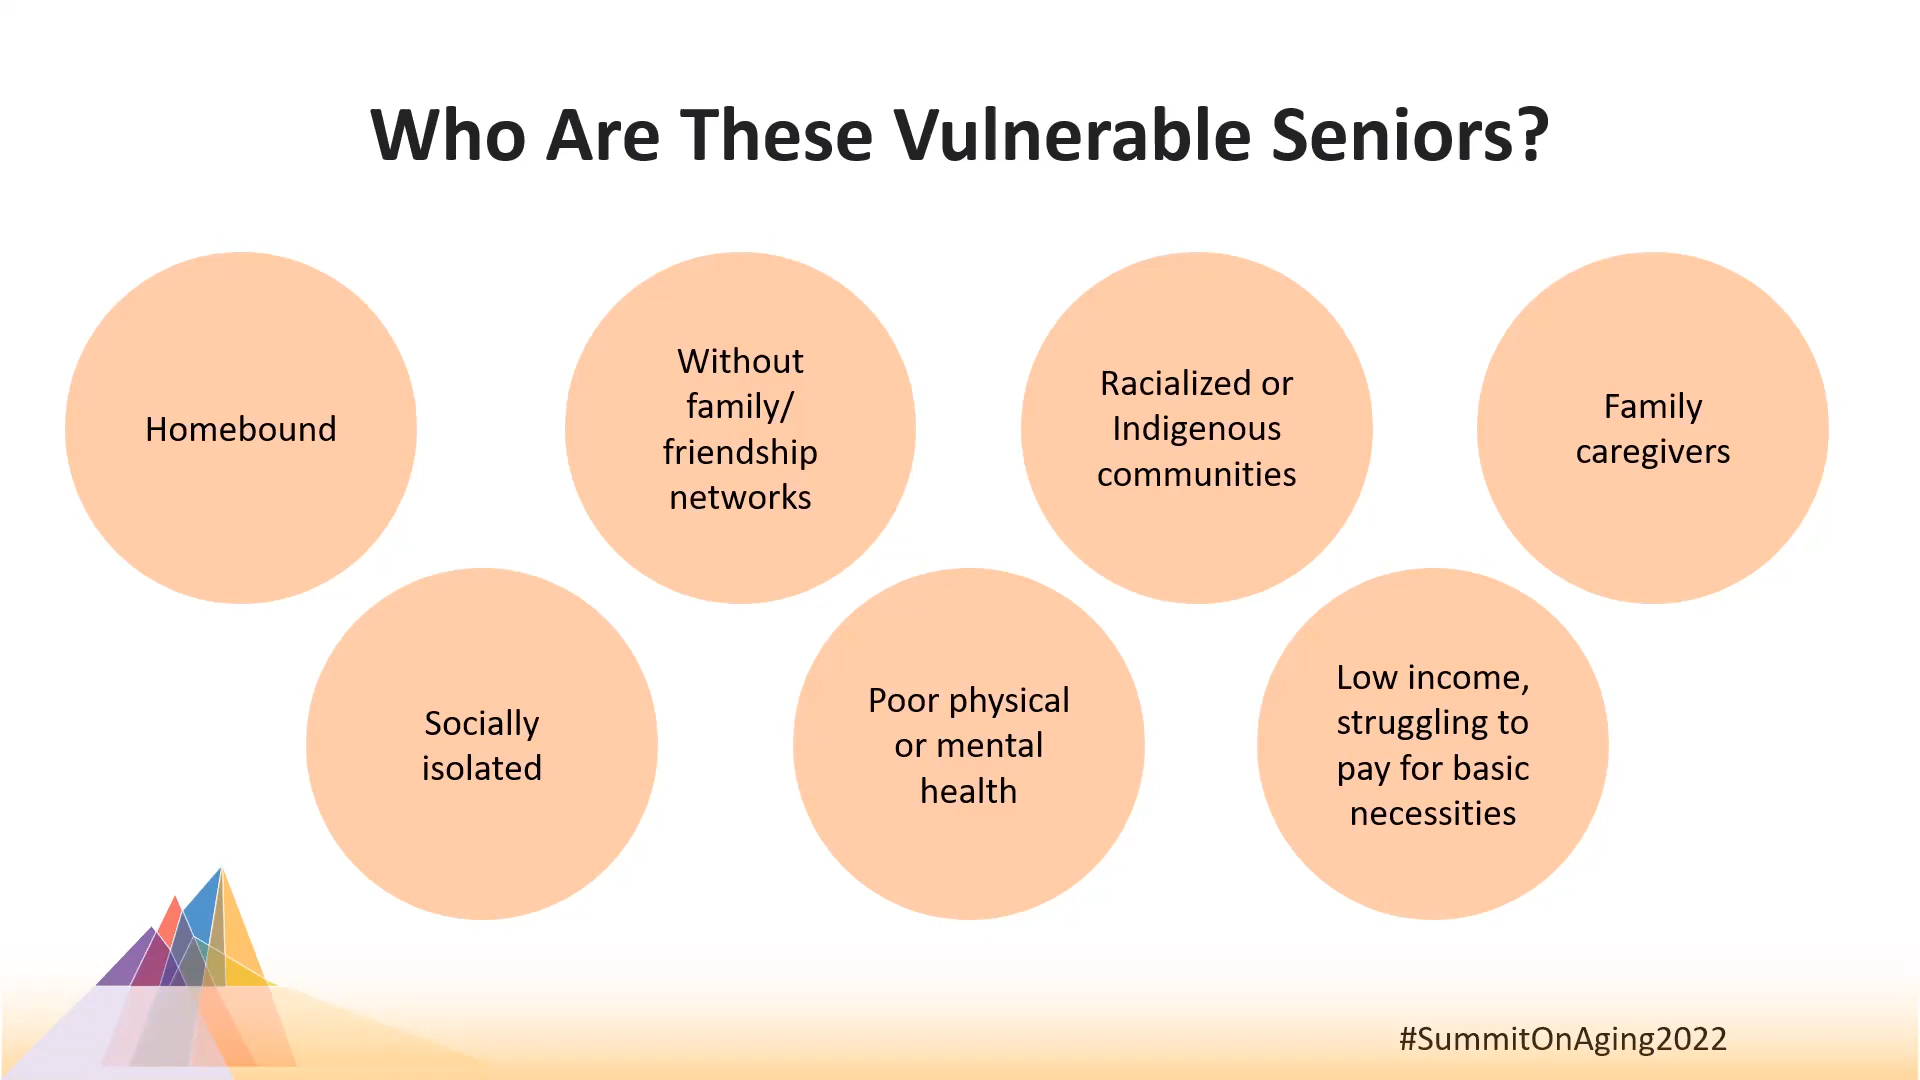 Who Are These Vulnerable Seniors?
Homebound
Without
family/
friendship
networks
Racialized or
Indigenous
communities
Family
caregivers
Socially
isolated
Poor physical
or mental
health
Low income,
struggling to
pay for basic
necessities
#SummitOnAging2022